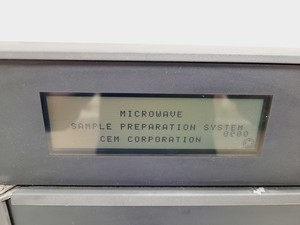 MICROWAVE
SAMPLE PREPARATION SYSTEM
CEM CORPORATION